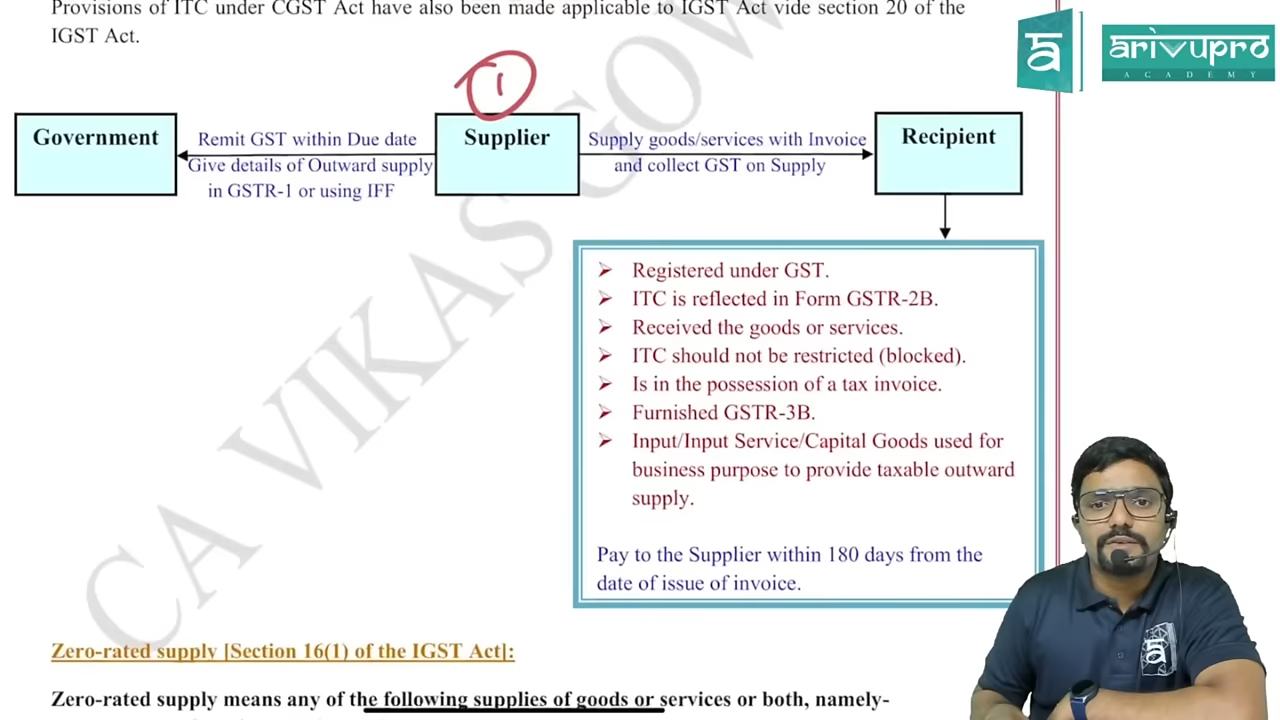 Provisions of ITC under CGST Act have also been made applicable to IGST Act vide section 20 of the
IGST Act.
arivupro
ACADEMY
1
Government
Remit GST within Due date
Give details of Outward supply
in GSTR-1 or using IFF
Supplier
Supply goods/services with Invoice
and collect GST on Supply
Recipient
➢ Registered under GST.
➢ ITC is reflected in Form GSTR-2B.
➢ Received the goods or services.
➢ ITC should not be restricted (blocked).
➢ Is in the possession of a tax invoice.
➢ Furnished GSTR-3B.
➢ Input/Input Service/Capital Goods used for
business purpose to provide taxable outward
supply.
Pay to the Supplier within 180 days from the
date of issue of invoice.
CA VIKAS GOW
Zero-rated supply [Section 16(1) of the IGST Act]:
Zero-rated supply means any of the following supplies of goods or services or both, namely-